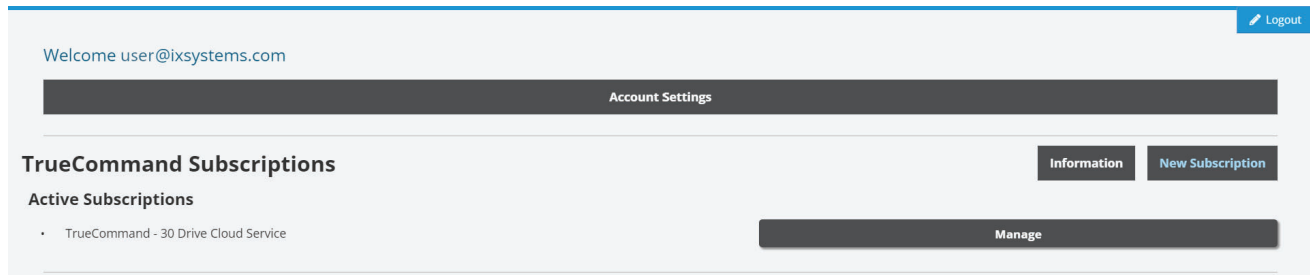 Logout
Welcome user@ixsystems.com
Account Settings
TrueCommand Subscriptions
Information
New Subscription
Active Subscriptions
• TrueCommand - 30 Drive Cloud Service
Manage